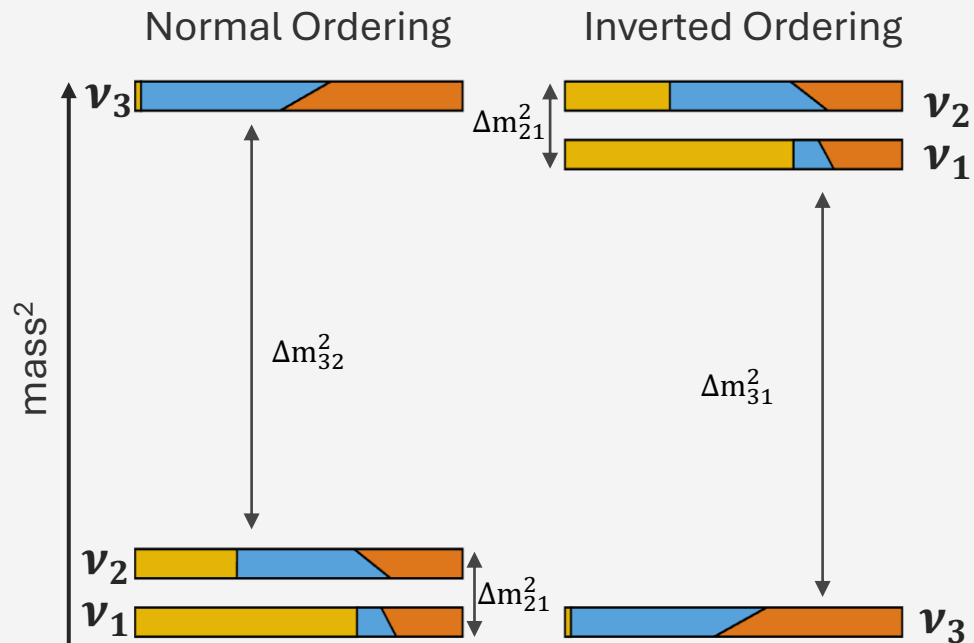 Normal Ordering
Inverted Ordering
ν₃
ν₂
Δm²₂₁
ν₁
mass²
Δm²₃₂
Δm²₃₁
ν₂
Δm²₂₁
ν₁
ν₃